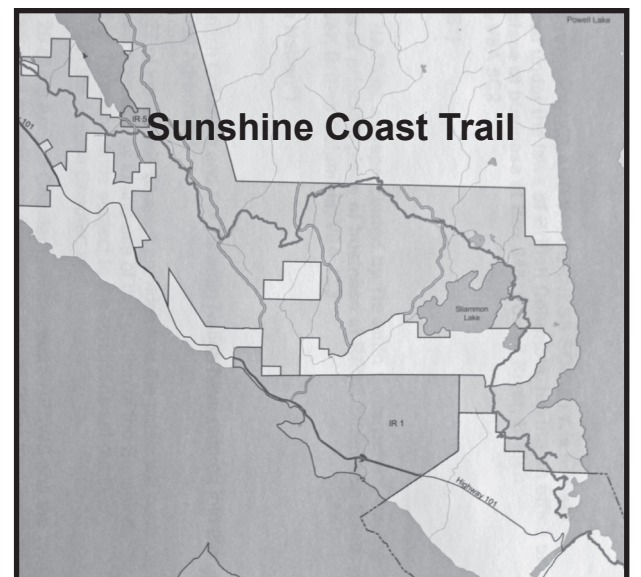 Powell Lake
IR 5
Sunshine Coast Trail
101
Sliammon
Lake
IR 1
Highway 101